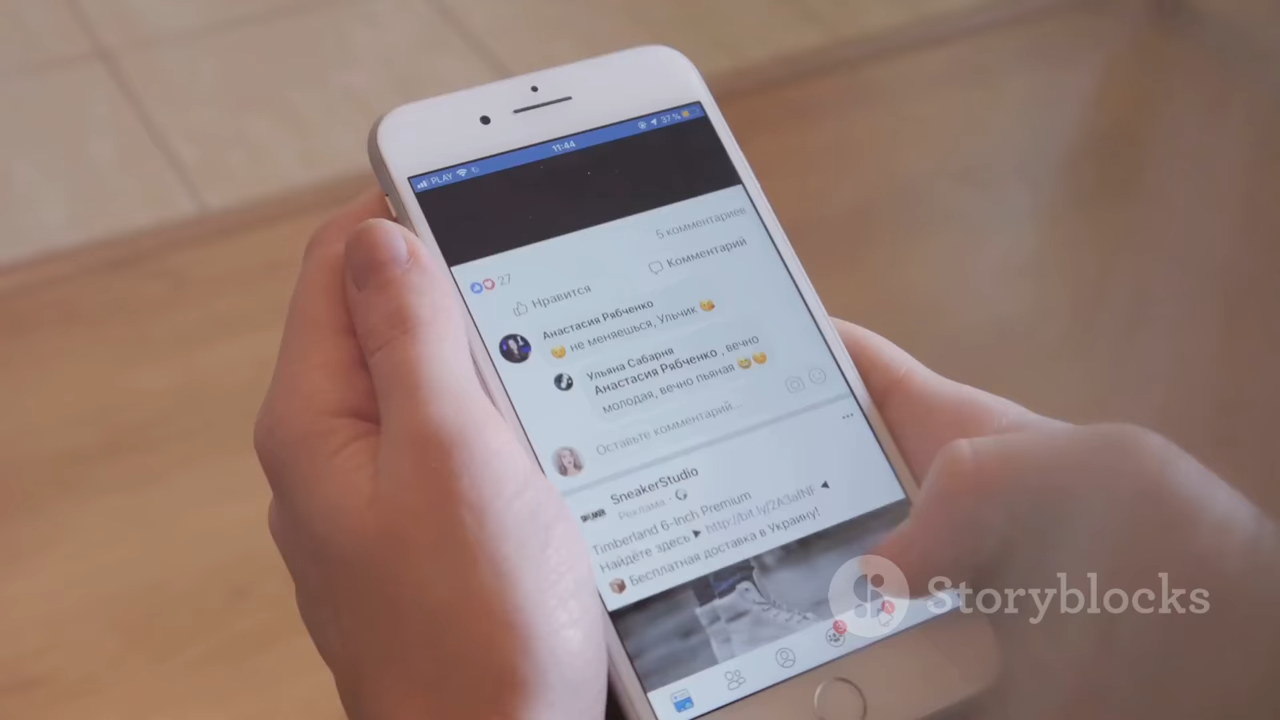 PLAY 11:44 37 %
5 комментариев
27
Нравится Комментарий
Анастасия Рябченко
не меняешься, Ульчик
Ульяна Сабарня
Анастасия Рябченко , вечно
молодая, вечно пьяная
Оставьте комментарий...
SneakerStudio
Реклама ·
Timberland 6-Inch Premium
Найдёте здесь ► http://bit.ly/2A3afNF ◄
Бесплатная доставка в Украину!
Storyblocks